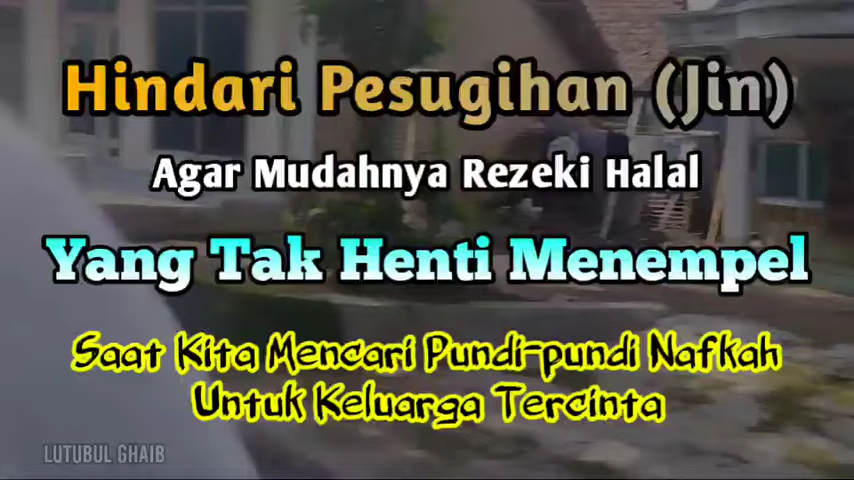 Hindari Pesugihan (Jin)
Agar Mudahnya Rezeki Halal
Yang Tak Henti Menempel
Saat Kita Mencari Pundi-pundi Nafkah
Untuk Keluarga Tercinta
LUTUBUL GHAIB